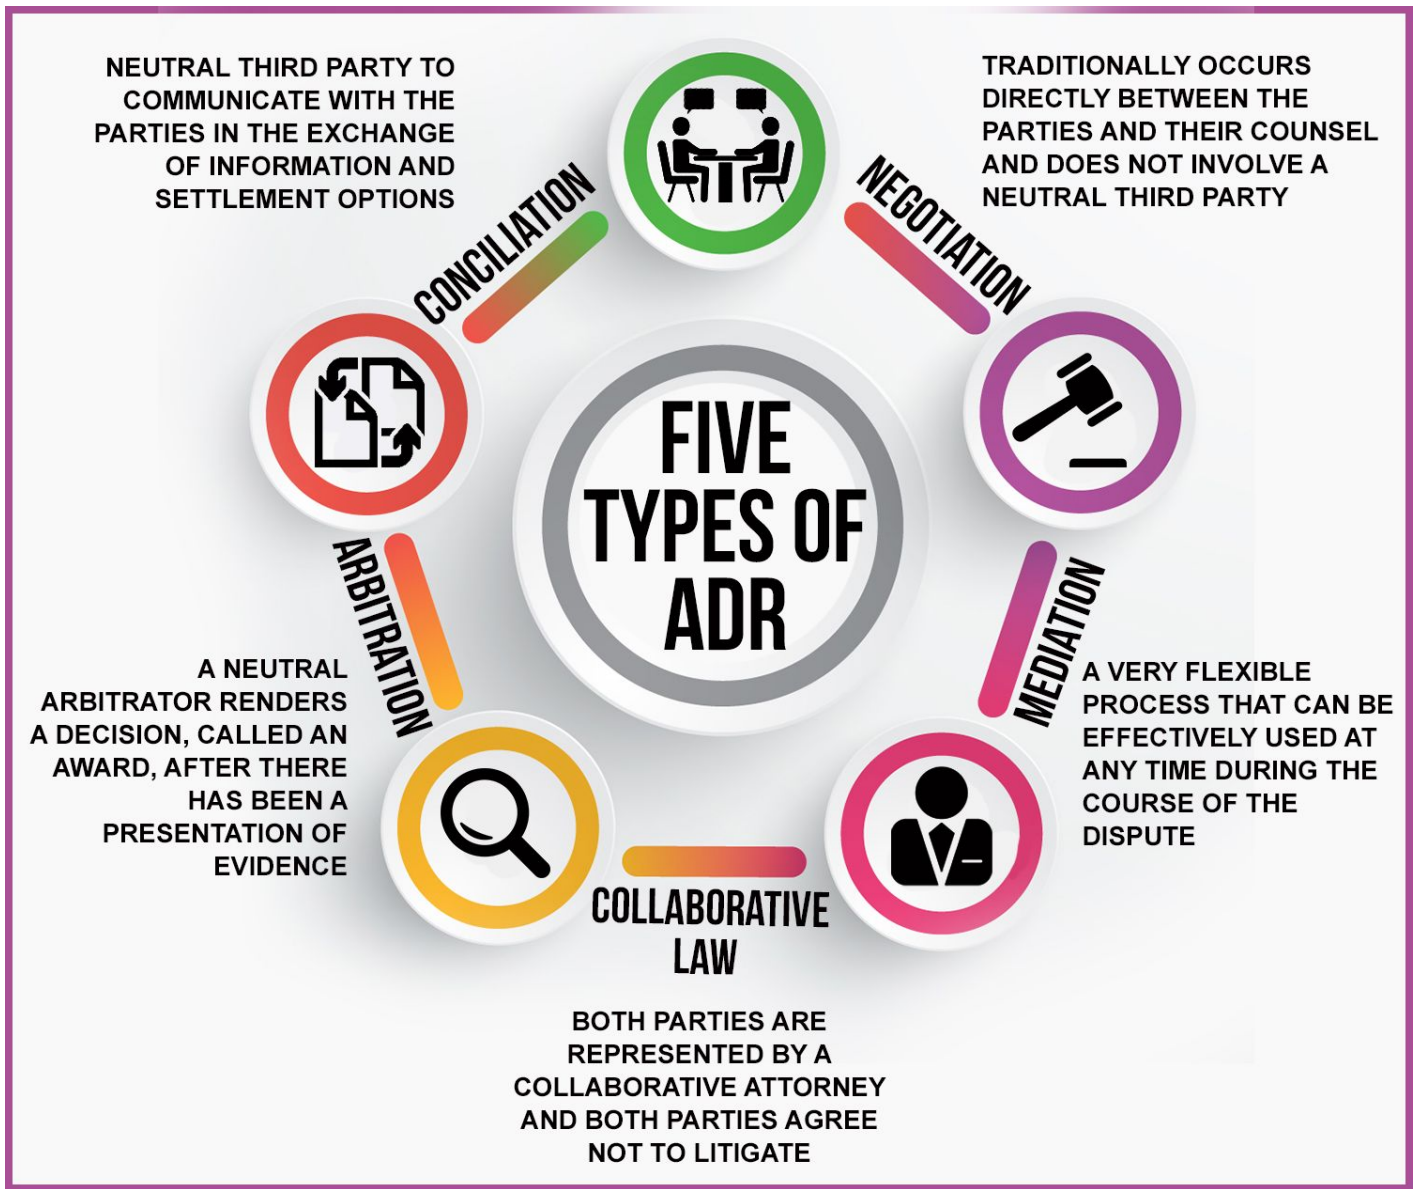 NEUTRAL THIRD PARTY TO
COMMUNICATE WITH THE
PARTIES IN THE EXCHANGE
OF INFORMATION AND
SETTLEMENT OPTIONS
CONCILIATION
TRADITIONALLY OCCURS
DIRECTLY BETWEEN THE
PARTIES AND THEIR COUNSEL
AND DOES NOT INVOLVE A
NEUTRAL THIRD PARTY
NEGOTIATION
FIVE
TYPES OF
ADR
ARBITRATION
A NEUTRAL
ARBITRATOR RENDERS
A DECISION, CALLED AN
AWARD, AFTER THERE
HAS BEEN A
PRESENTATION OF
EVIDENCE
MEDIATION
A VERY FLEXIBLE
PROCESS THAT CAN BE
EFFECTIVELY USED AT
ANY TIME DURING THE
COURSE OF THE
DISPUTE
COLLABORATIVE
LAW
BOTH PARTIES ARE
REPRESENTED BY A
COLLABORATIVE ATTORNEY
AND BOTH PARTIES AGREE
NOT TO LITIGATE